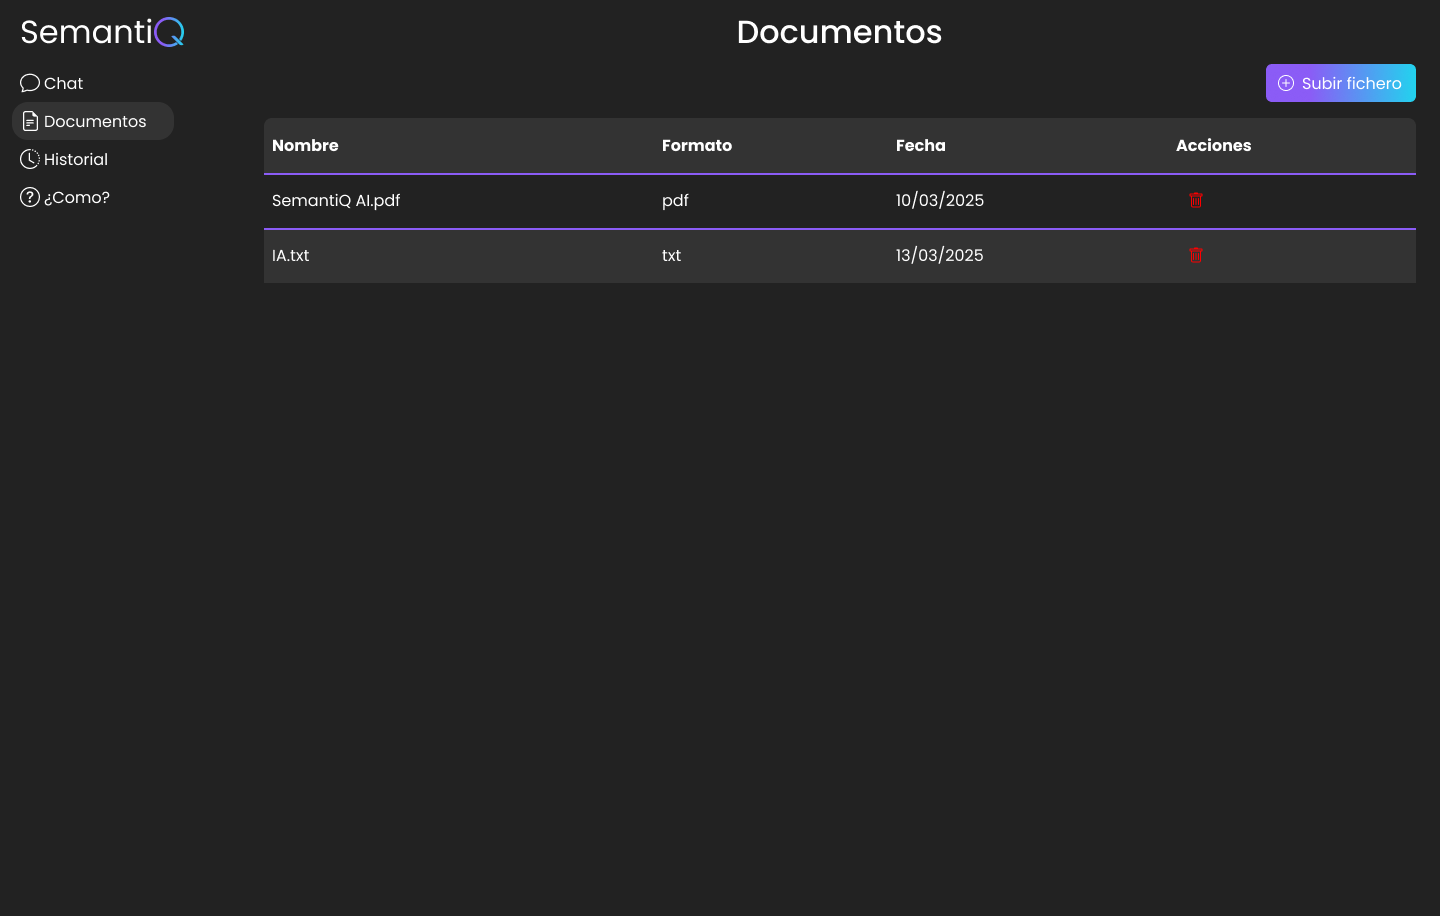 SemantiQ
Documentos
Chat
Documentos
Historial
¿Como?
Subir fichero
Nombre Formato Fecha Acciones
SemantiQ AI.pdf pdf 10/03/2025
IA.txt txt 13/03/2025